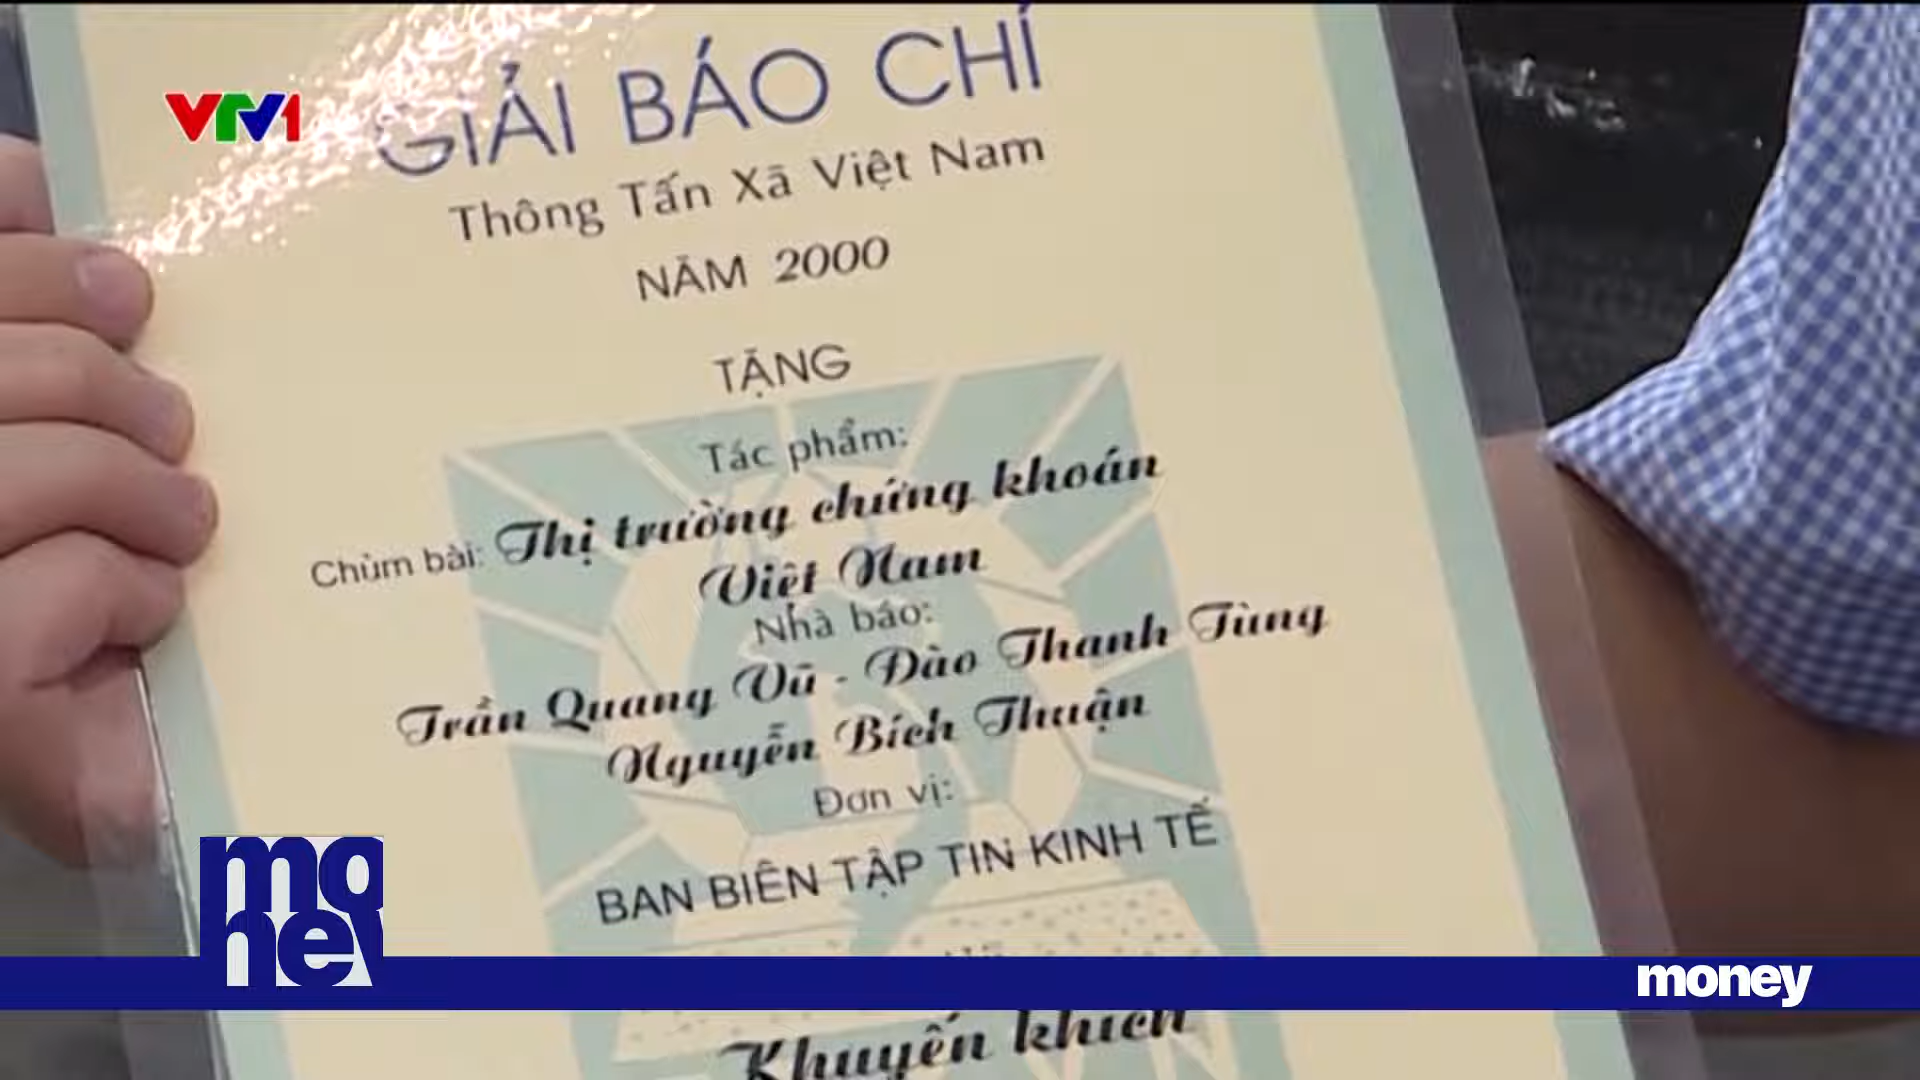 VTV1
GIẢI BÁO CHÍ
Thông Tấn Xã Việt Nam
NĂM 2000
TẶNG
Tác phẩm:
Chùm bài: Thị trường chứng khoán
Việt Nam
Nhà báo:
Trần Quang Vũ - Đào Thanh Tùng
Nguyễn Bích Thuận
Đơn vị:
BAN BIÊN TẬP TIN KINH TẾ
Khuyến khích
money
money